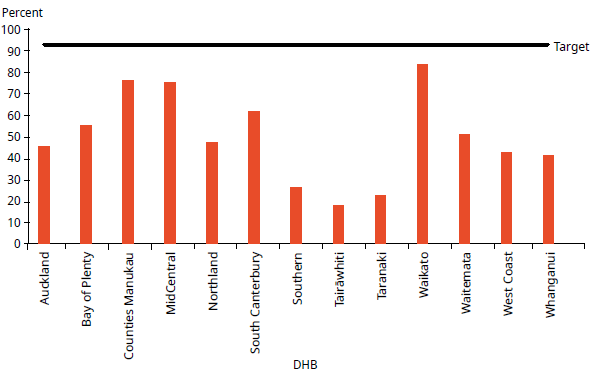 Percent
100
90
80
70
60
50
40
30
20
10
0
Target
Auckland
Bay of Plenty
Counties Manukau
MidCentral
Northland
South Canterbury
Southern
Tairāwhiti
Taranaki
Waikato
Waitemata
West Coast
Whanganui
DHB